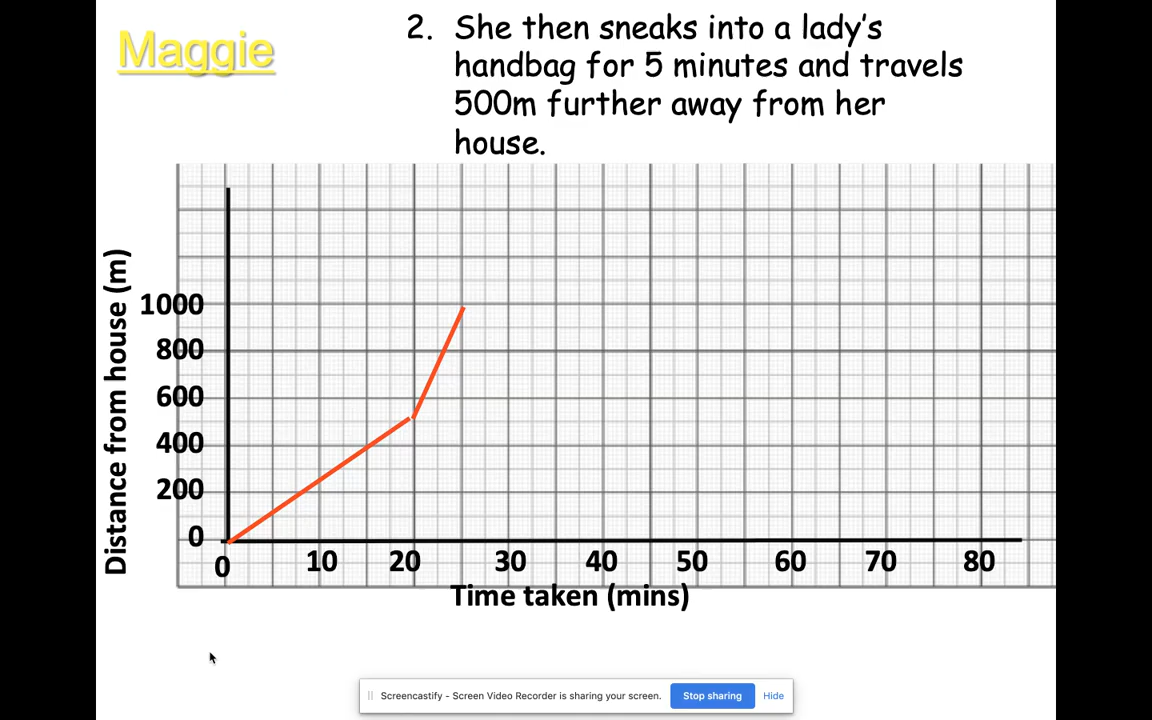 Maggie
2. She then sneaks into a lady's
handbag for 5 minutes and travels
500m further away from her
house.
Distance from house (m)
1000
800
600
400
200
0
0 10 20 30 40 50 60 70 80
Time taken (mins)
Screencastify - Screen Video Recorder is sharing your screen. Stop sharing Hide